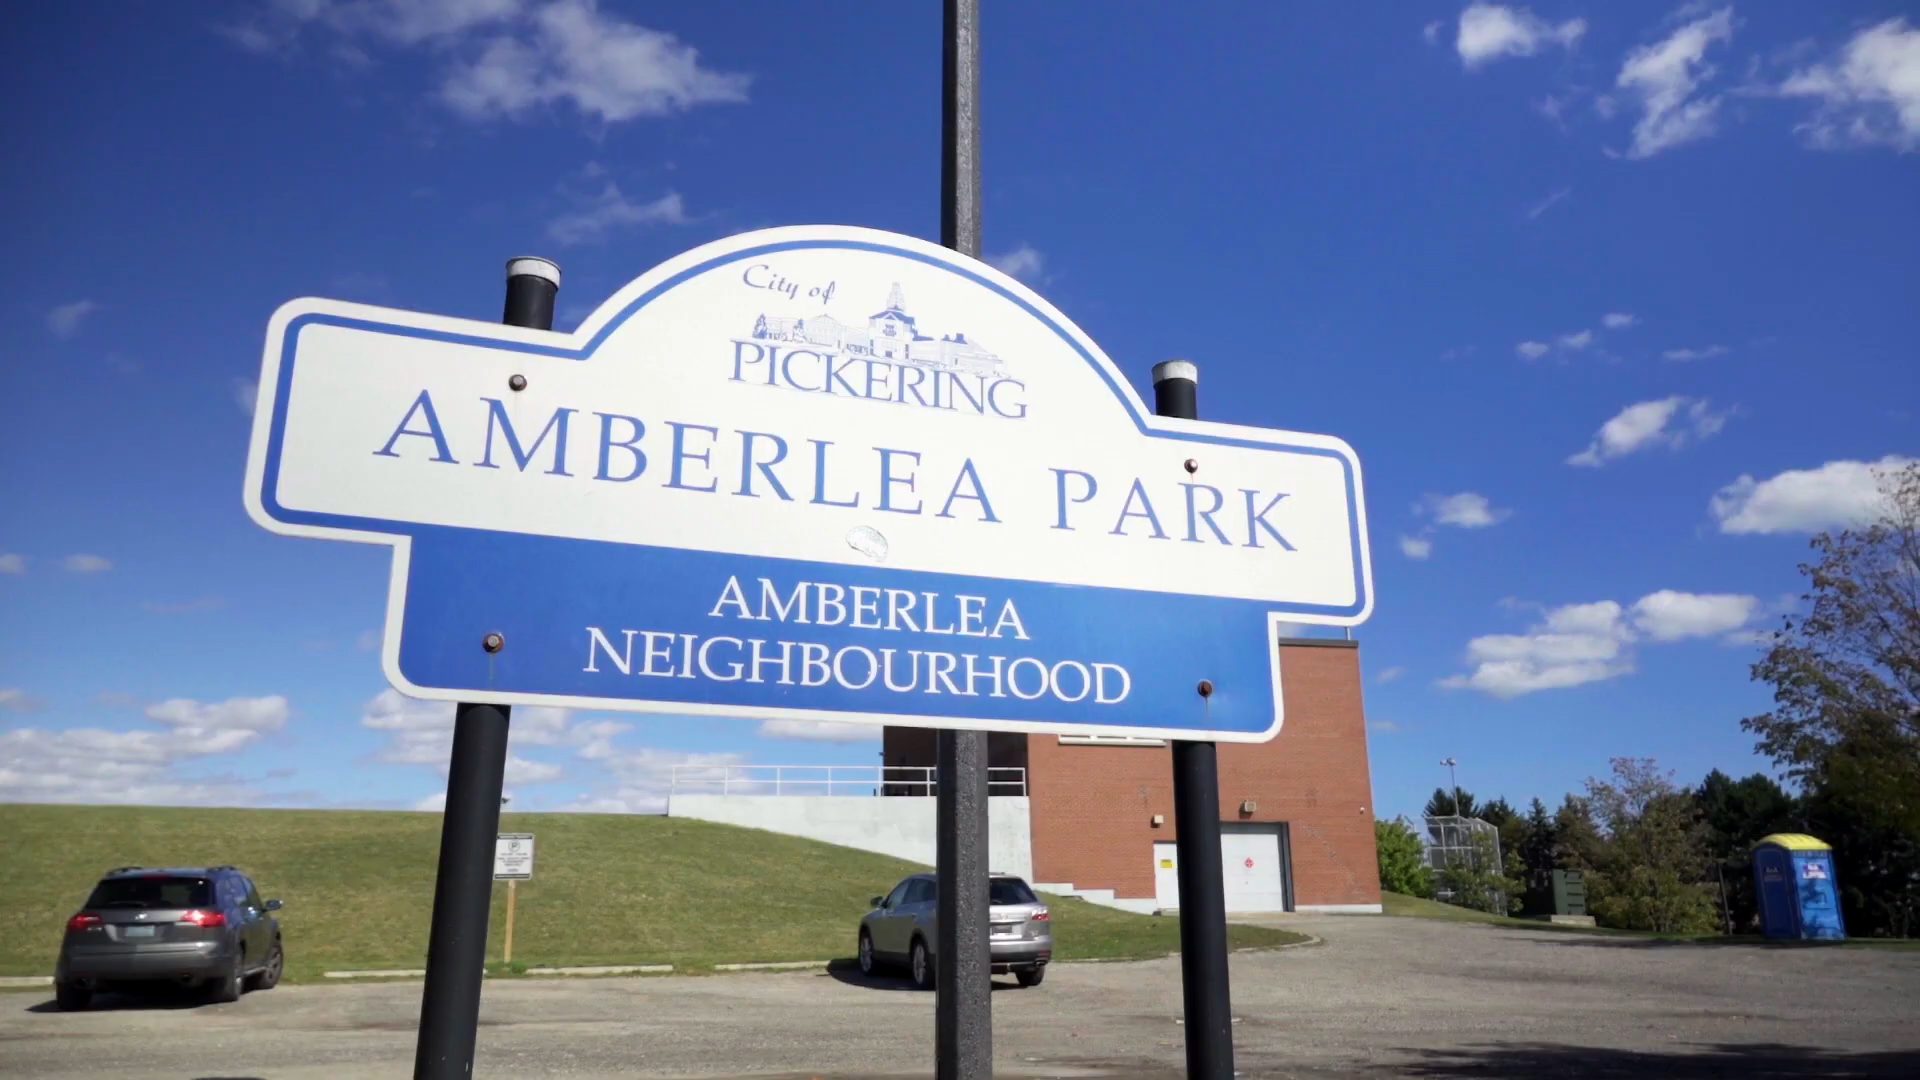 City of
PICKERING
AMBERLEA PARK
AMBERLEA
NEIGHBOURHOOD
P